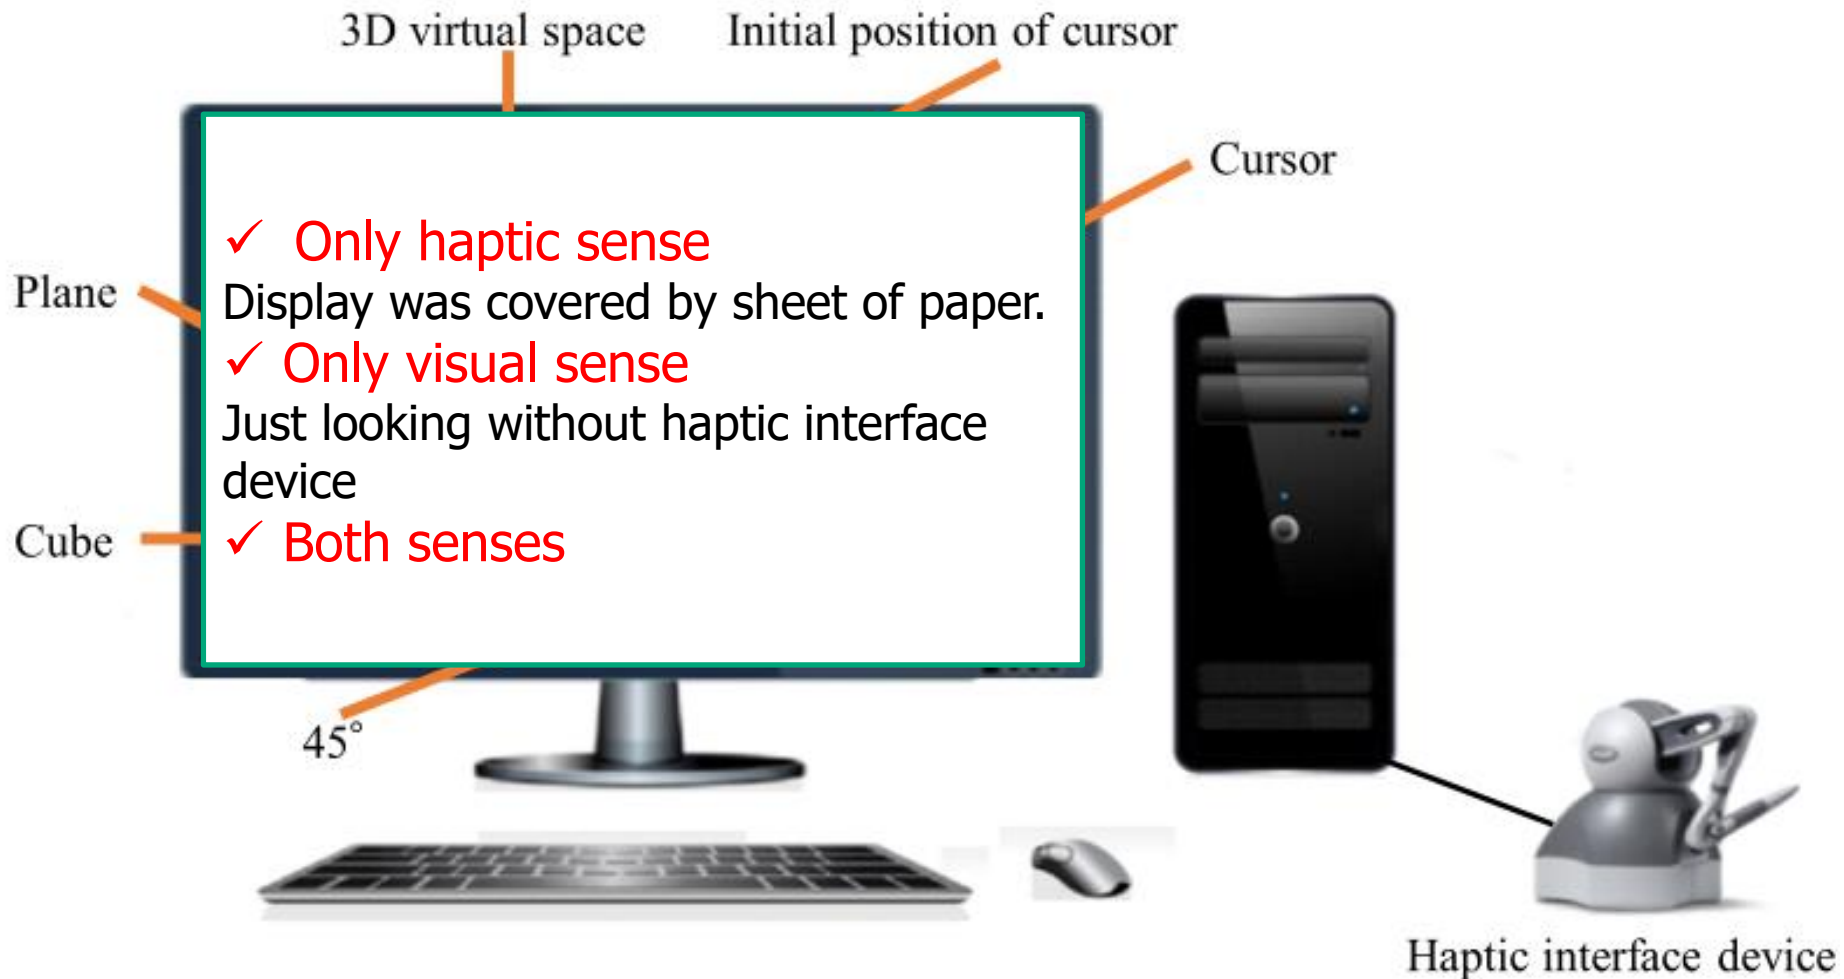 3D virtual space
Initial position of cursor
Cursor
✓ Only haptic sense
Display was covered by sheet of paper.
✓ Only visual sense
Just looking without haptic interface
device
✓ Both senses
Plane
Cube
45°
Haptic interface device